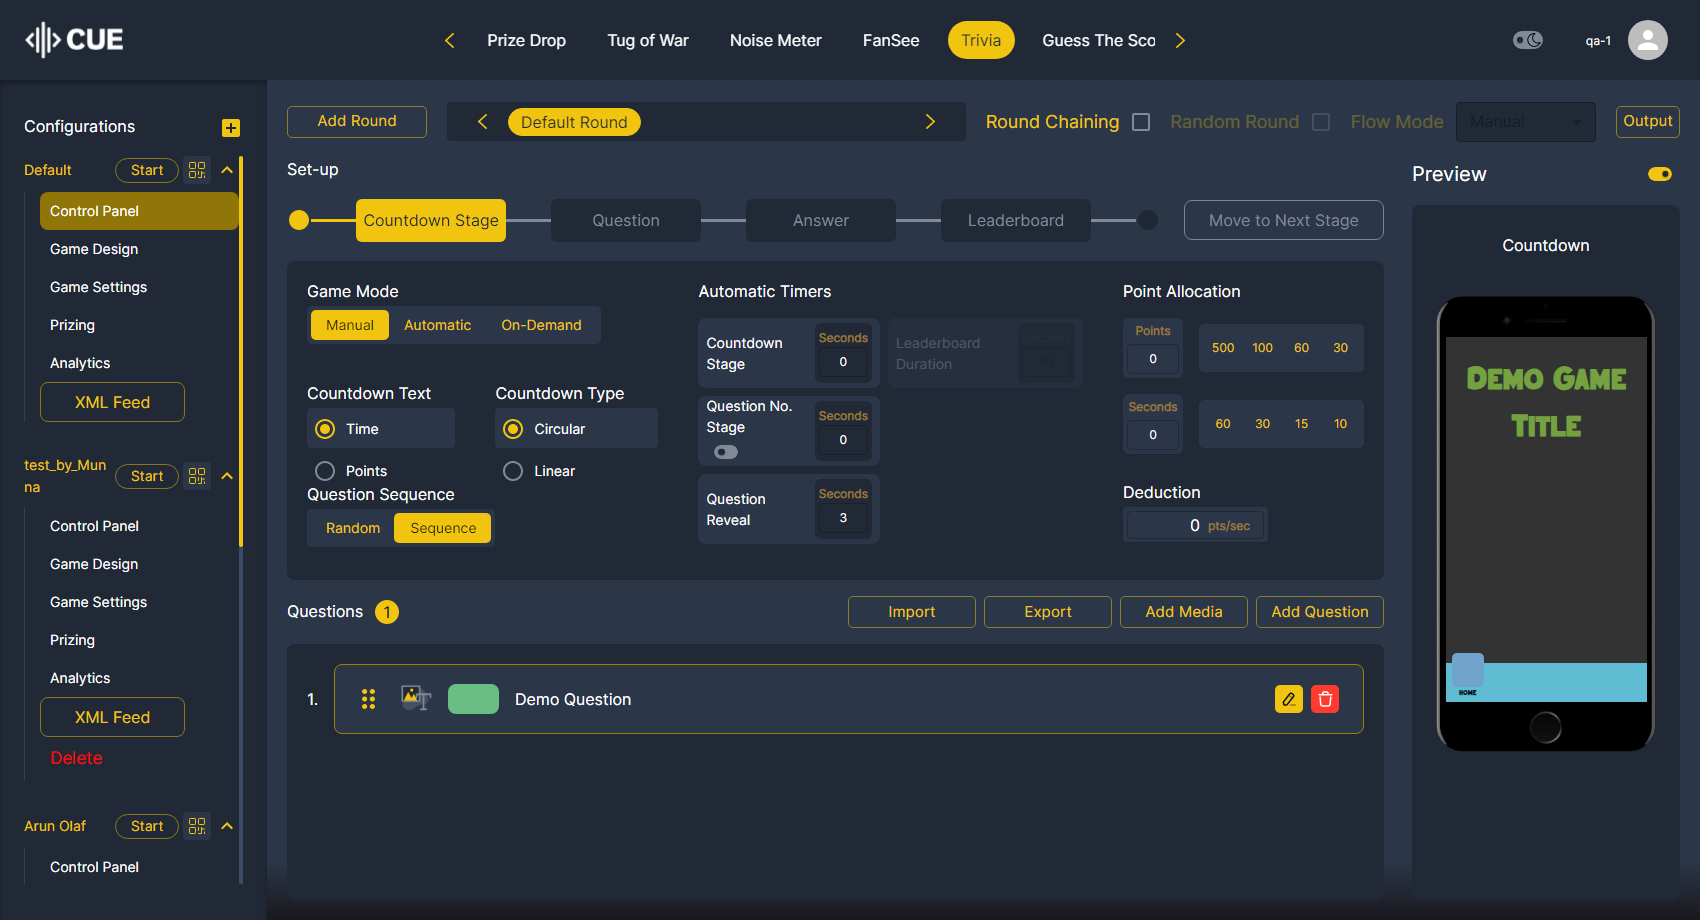 CUE
Prize Drop
Tug of War
Noise Meter
FanSee
Trivia
Guess The Sco
qa-1
Configurations
Default
Start
Control Panel
Game Design
Game Settings
Prizing
Analytics
XML Feed
test_by_Mun
na
Start
Control Panel
Game Design
Game Settings
Prizing
Analytics
XML Feed
Delete
Arun Olaf
Start
Control Panel
Add Round
Default Round
Round Chaining
Random Round
Flow Mode
Manual
Output
Set-up
Countdown Stage
Question
Answer
Leaderboard
Move to Next Stage
Game Mode
Manual
Automatic
On-Demand
Countdown Text
Time
Points
Countdown Type
Circular
Linear
Question Sequence
Random
Sequence
Automatic Timers
Countdown
Stage
Seconds
0
Leaderboard
Duration
Seconds
10
Question No.
Stage
Seconds
0
Question
Reveal
Seconds
3
Point Allocation
Points
0
500 100 60 30
Seconds
0
60 30 15 10
Deduction
0 pts/sec
Questions 1
Import
Export
Add Media
Add Question
1.
Demo Question
Preview
Countdown
Demo Game
Title
HOME